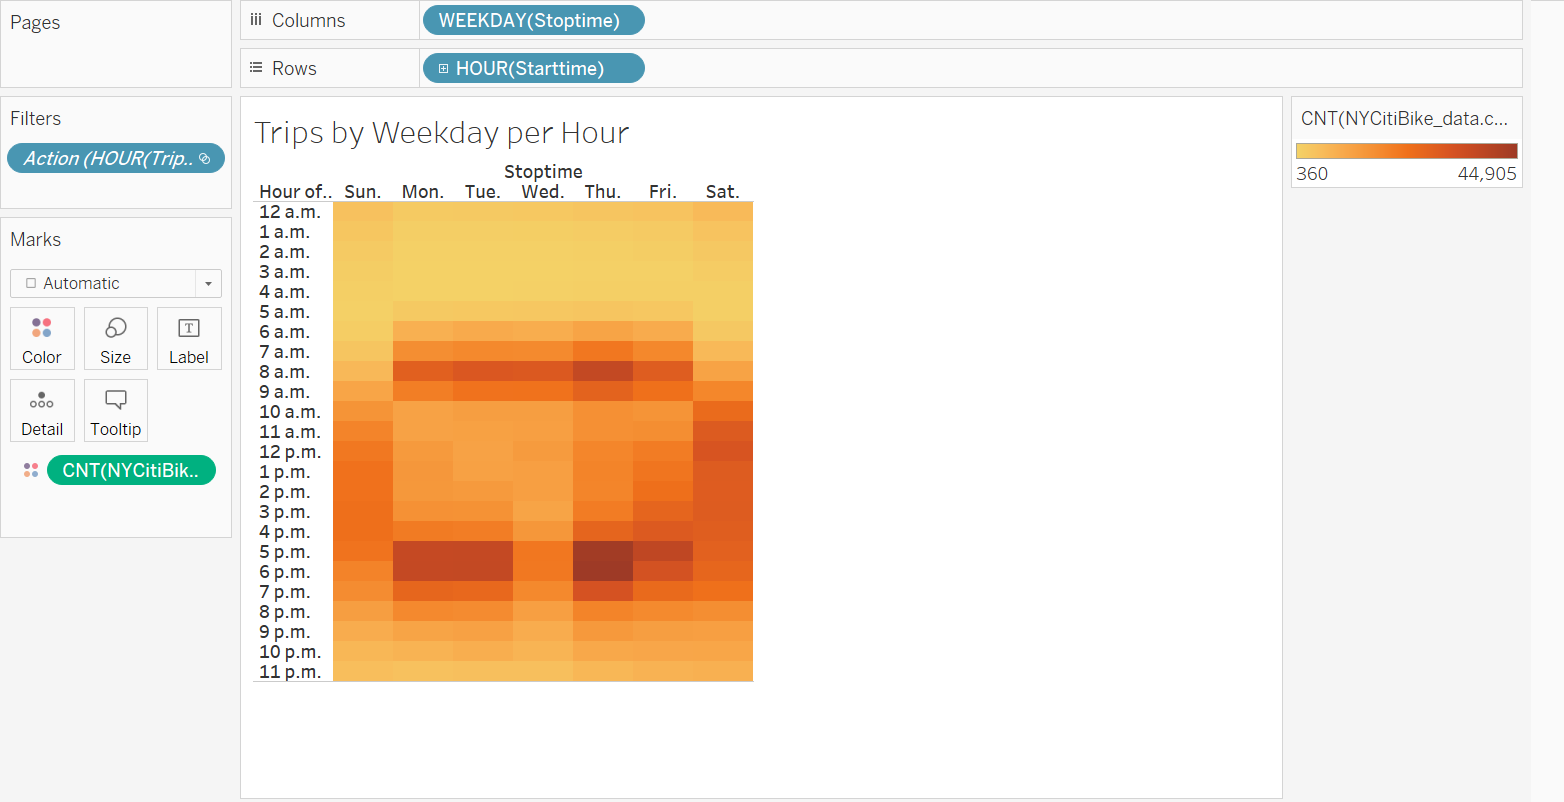 Pages
Columns
WEEKDAY(Stoptime)
Rows
HOUR(Starttime)
Filters
Action (HOUR(Trip..
Marks
Automatic
Color
Size
Label
Detail
Tooltip
CNT(NYCitiBik..
Trips by Weekday per Hour
Stoptime
Hour of.. Sun. Mon. Tue. Wed. Thu. Fri. Sat.
12 a.m.
1 a.m.
2 a.m.
3 a.m.
4 a.m.
5 a.m.
6 a.m.
7 a.m.
8 a.m.
9 a.m.
10 a.m.
11 a.m.
12 p.m.
1 p.m.
2 p.m.
3 p.m.
4 p.m.
5 p.m.
6 p.m.
7 p.m.
8 p.m.
9 p.m.
10 p.m.
11 p.m.
CNT(NYCitiBike_data.c...
360 44,905